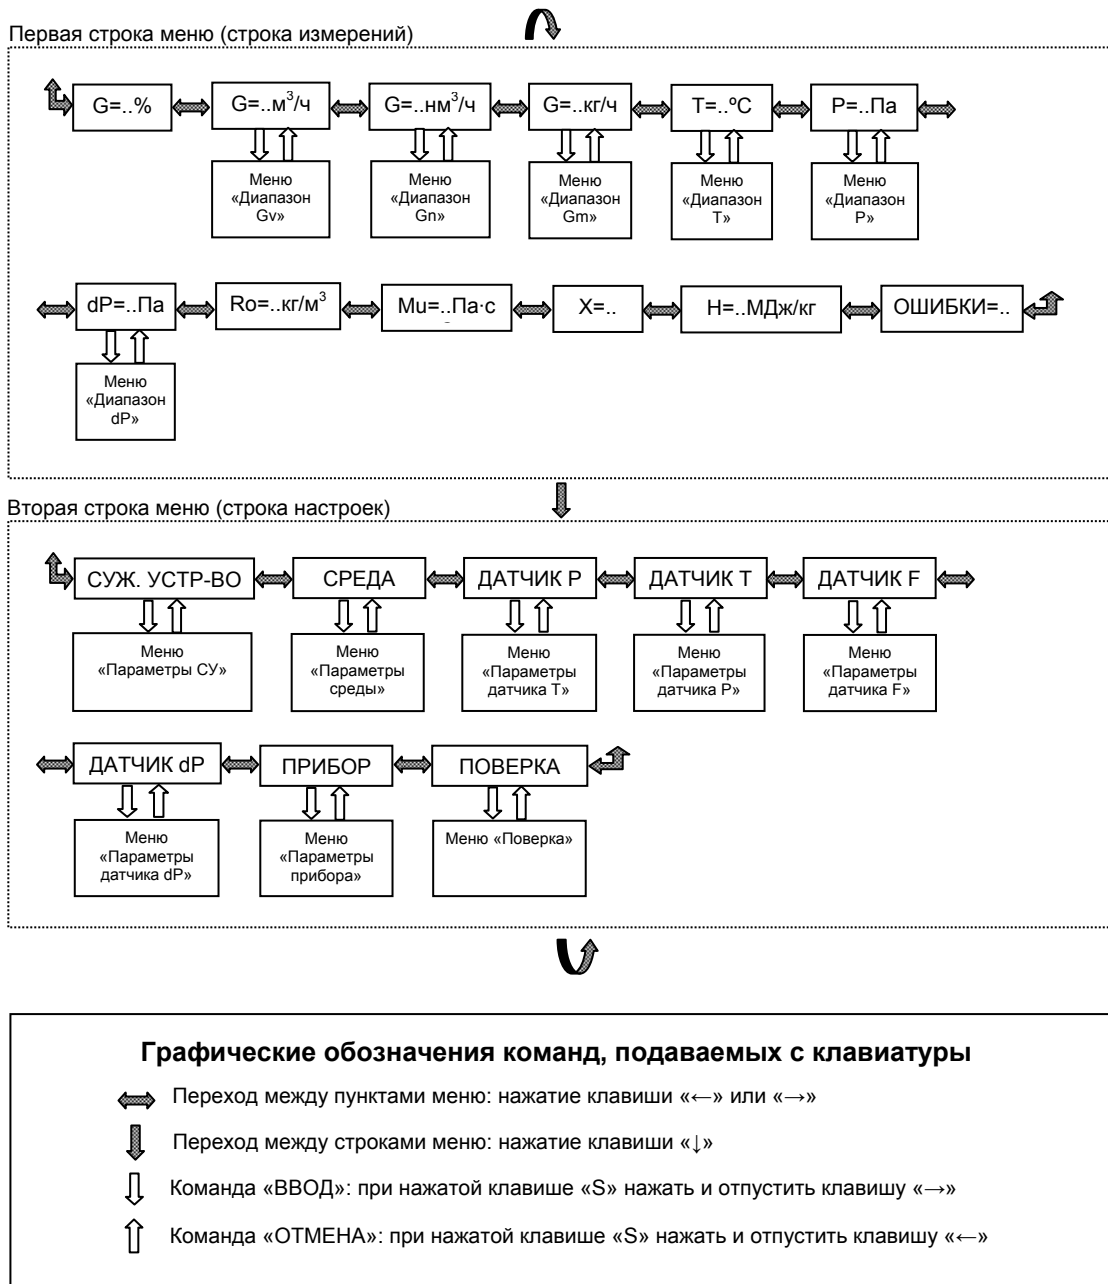 Первая строка меню (строка измерений)
G=..%
G=..м³/ч
G=..нм³/ч
G=..кг/ч
T=..ºC
P=..Па
Меню
«Диапазон
Gv»
Меню
«Диапазон
Gn»
Меню
«Диапазон
Gm»
Меню
«Диапазон
T»
Меню
«Диапазон
P»
dP=..Па
Ro=..кг/м³
Mu=..Па·с
X=..
H=..МДж/кг
ОШИБКИ=..
Меню
«Диапазон
dP»
Вторая строка меню (строка настроек)
СУЖ. УСТР-ВО
СРЕДА
ДАТЧИК P
ДАТЧИК T
ДАТЧИК F
Меню
«Параметры СУ»
Меню
«Параметры
среды»
Меню
«Параметры
датчика T»
Меню
«Параметры
датчика P»
Меню
«Параметры
датчика F»
ДАТЧИК dP
ПРИБОР
ПОВЕРКА
Меню
«Параметры
датчика dP»
Меню
«Параметры
прибора»
Меню «Поверка»
Графические обозначения команд, подаваемых с клавиатуры
Переход между пунктами меню: нажатие клавиши «←» или «→»
Переход между строками меню: нажатие клавиши «↓»
Команда «ВВОД»: при нажатой клавише «S» нажать и отпустить клавишу «→»
Команда «ОТМЕНА»: при нажатой клавише «S» нажать и отпустить клавишу «←»